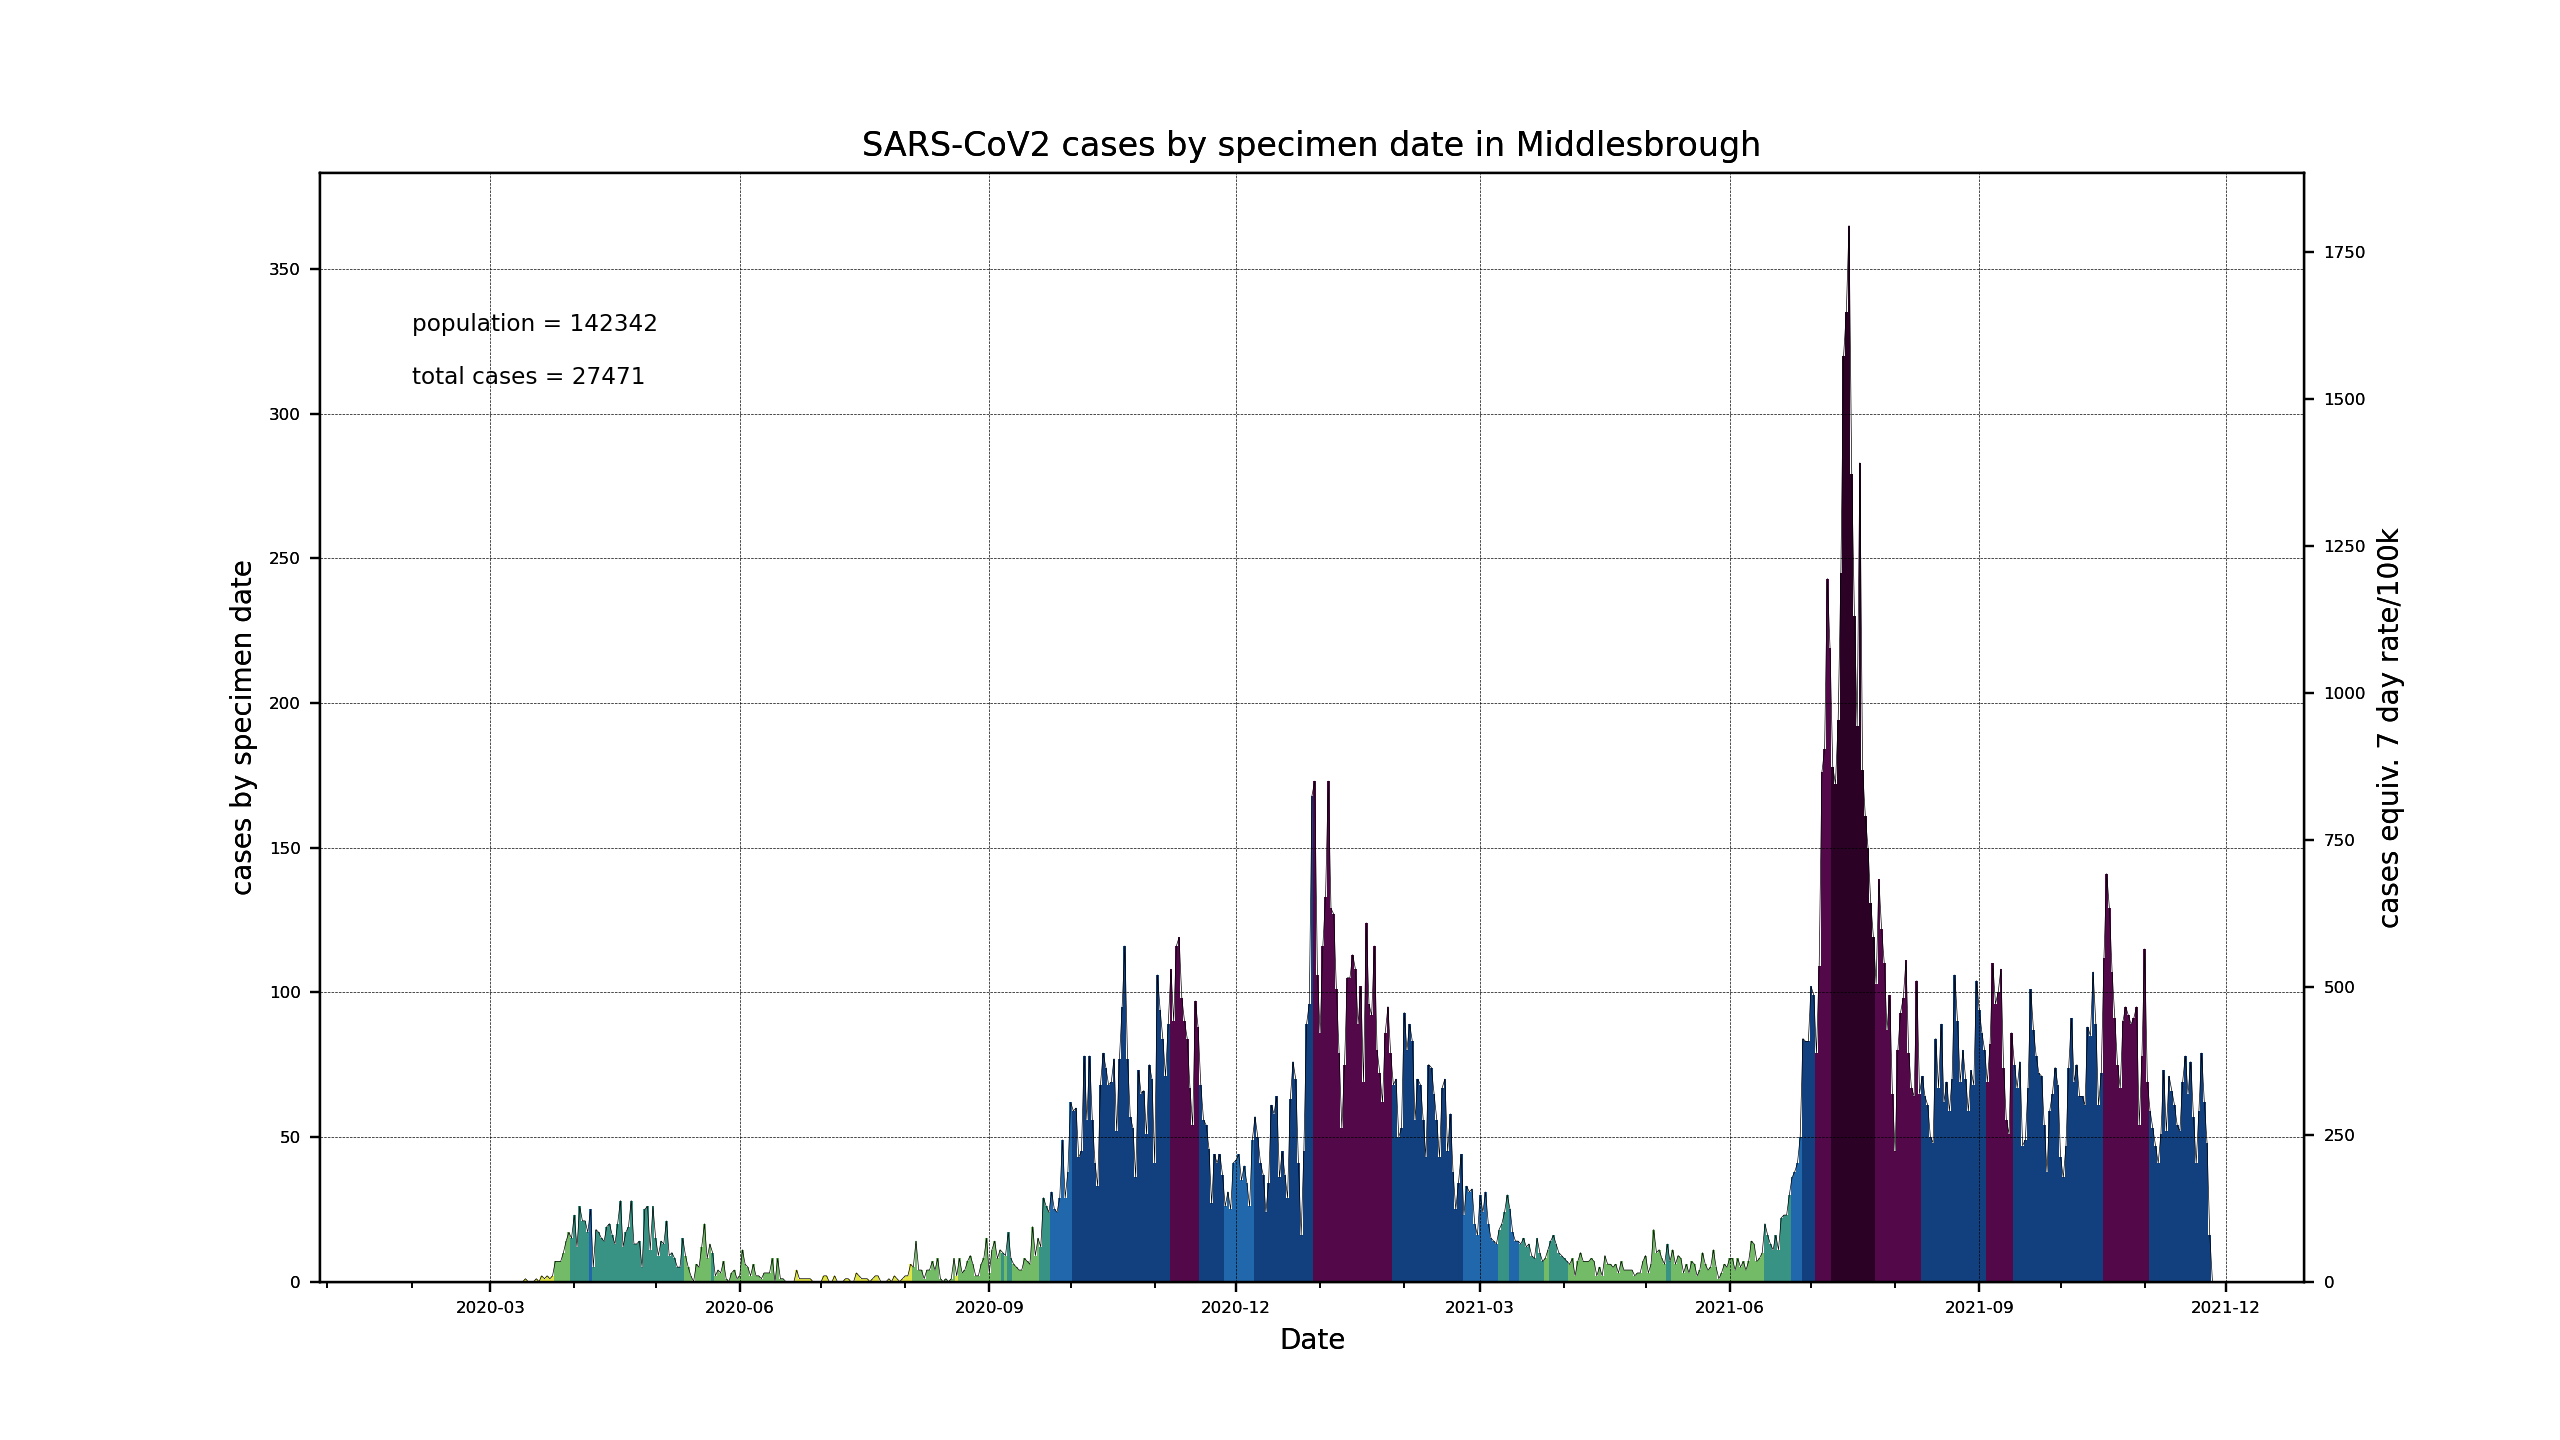 SARS-CoV2 cases by specimen date in Middlesbrough
population = 142342
total cases = 27471
cases by specimen date
350
300
250
200
150
100
50
0
1750
1500
1250
1000
750
500
250
0
cases equiv. 7 day rate/100k
2020-03 2020-06 2020-09 2020-12 2021-03 2021-06 2021-09 2021-12
Date